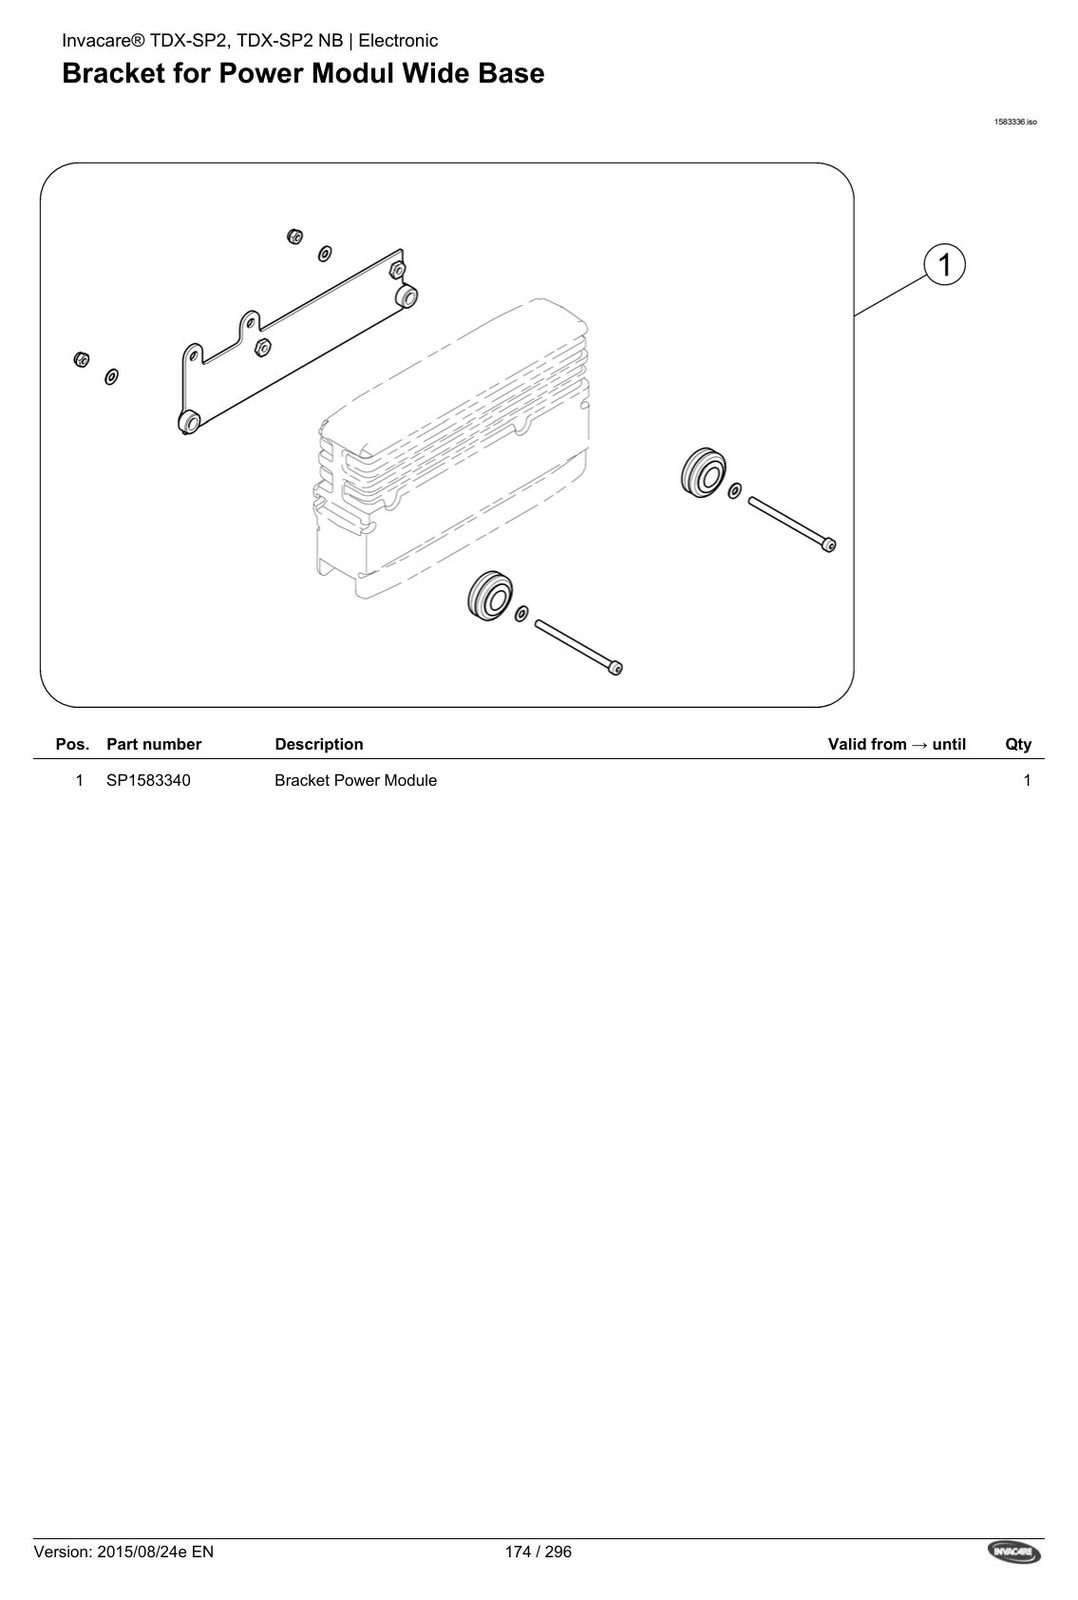 Invacare® TDX-SP2, TDX-SP2 NB | Electronic
Bracket for Power Modul Wide Base
1583336.iso
1
Pos. Part number Description Valid from → until Qty
1 SP1583340 Bracket Power Module 1
Version: 2015/08/24e EN 174 / 296 INVACARE